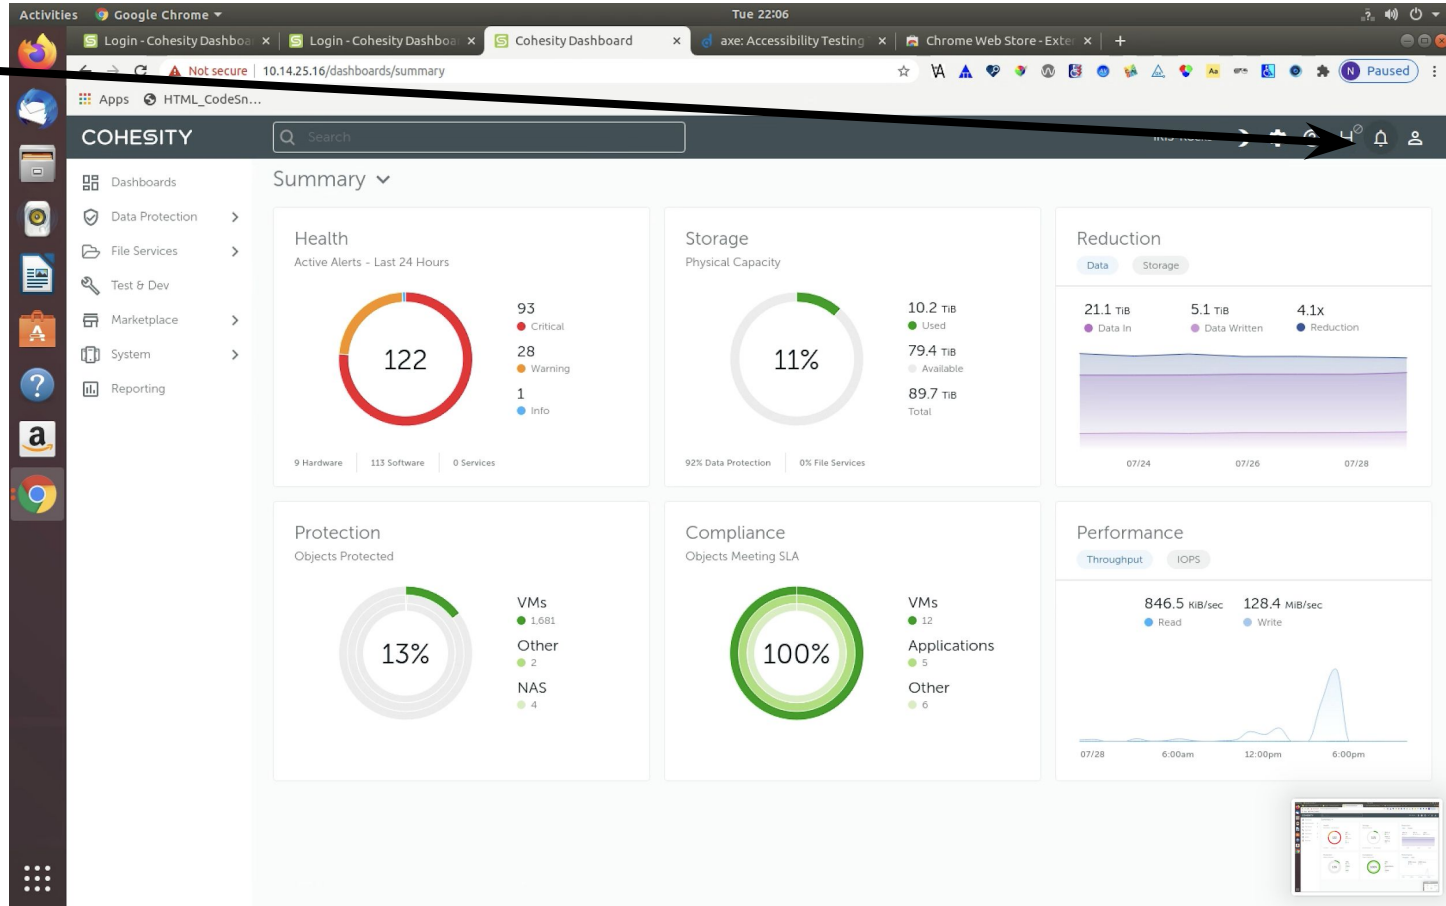 Activities Google Chrome Tue 22:06
Login - Cohesity Dashboa
Login - Cohesity Dashboa
Cohesity Dashboard
axe: Accessibility Testing
Chrome Web Store - Exte
Not secure 10.14.25.16/dashboards/summary
N Paused
Apps HTML_CodeSn...
COHESITY
Search
Dashboards
Data Protection
File Services
Test & Dev
Marketplace
System
Reporting
Summary
Health
Active Alerts - Last 24 Hours
122
93
Critical
28
Warning
1
Info
9 Hardware 113 Software 0 Services
Storage
Physical Capacity
11%
10.2 TiB
Used
79.4 TiB
Available
89.7 TiB
Total
92% Data Protection 0% File Services
Reduction
Data Storage
21.1 TiB 5.1 TiB 4.1x
Data In Data Written Reduction
07/24 07/26 07/28
Protection
Objects Protected
13%
VMs
1,681
Other
2
NAS
4
Compliance
Objects Meeting SLA
100%
VMs
12
Applications
5
Other
6
Performance
Throughput IOPS
846.5 KiB/sec 128.4 MiB/sec
Read Write
07/28 6:00am 12:00pm 6:00pm